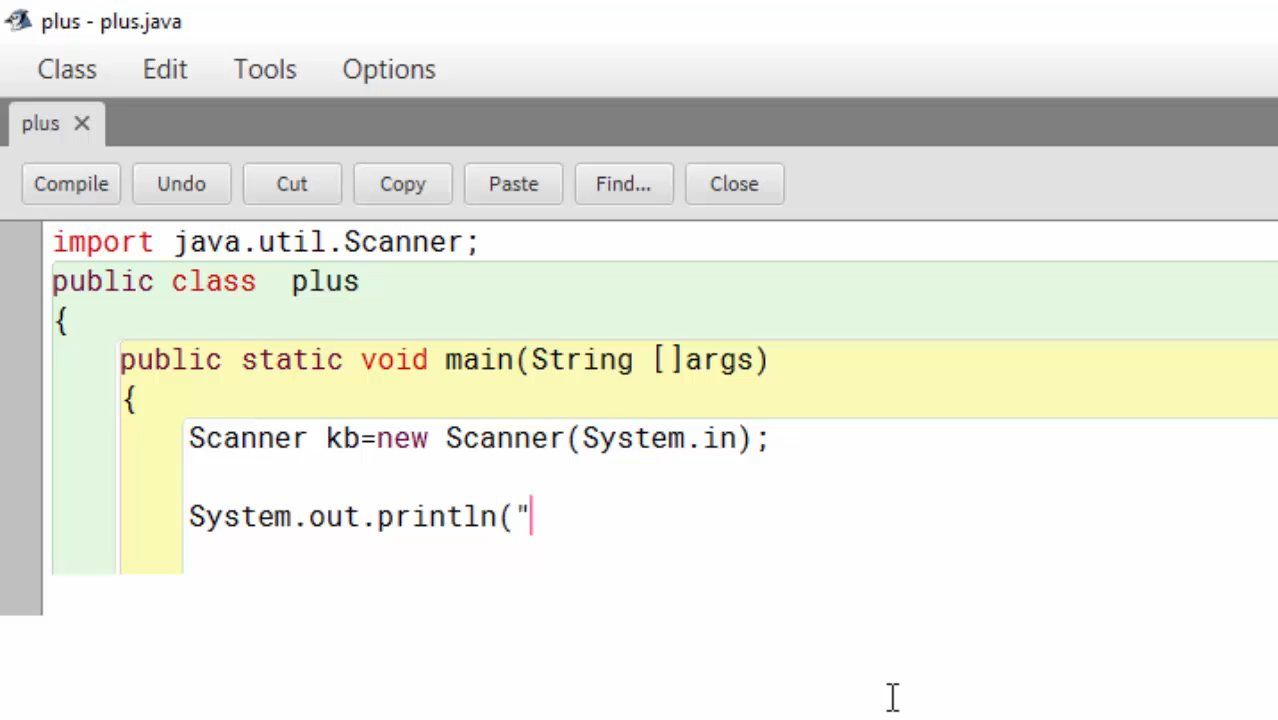 plus - plus.java
Class Edit Tools Options
plus
Compile Undo Cut Copy Paste Find... Close
import java.util.Scanner;
public class  plus
{
public static void main(String []args)
{
Scanner kb=new Scanner(System.in);
System.out.println("